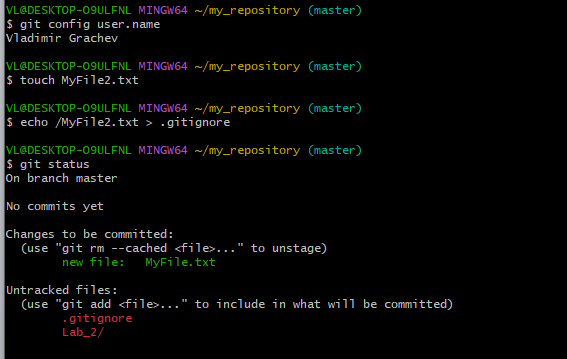 VL@DESKTOP-O9ULFNL MINGW64 ~/my_repository (master)
$ git config user.name
Vladimir Grachev
VL@DESKTOP-O9ULFNL MINGW64 ~/my_repository (master)
$ touch MyFile2.txt
VL@DESKTOP-O9ULFNL MINGW64 ~/my_repository (master)
$ echo /MyFile2.txt > .gitignore
VL@DESKTOP-O9ULFNL MINGW64 ~/my_repository (master)
$ git status
On branch master
No commits yet
Changes to be committed:
  (use "git rm --cached <file>..." to unstage)
        new file:   MyFile.txt
Untracked files:
  (use "git add <file>..." to include in what will be committed)
        .gitignore
        Lab_2/